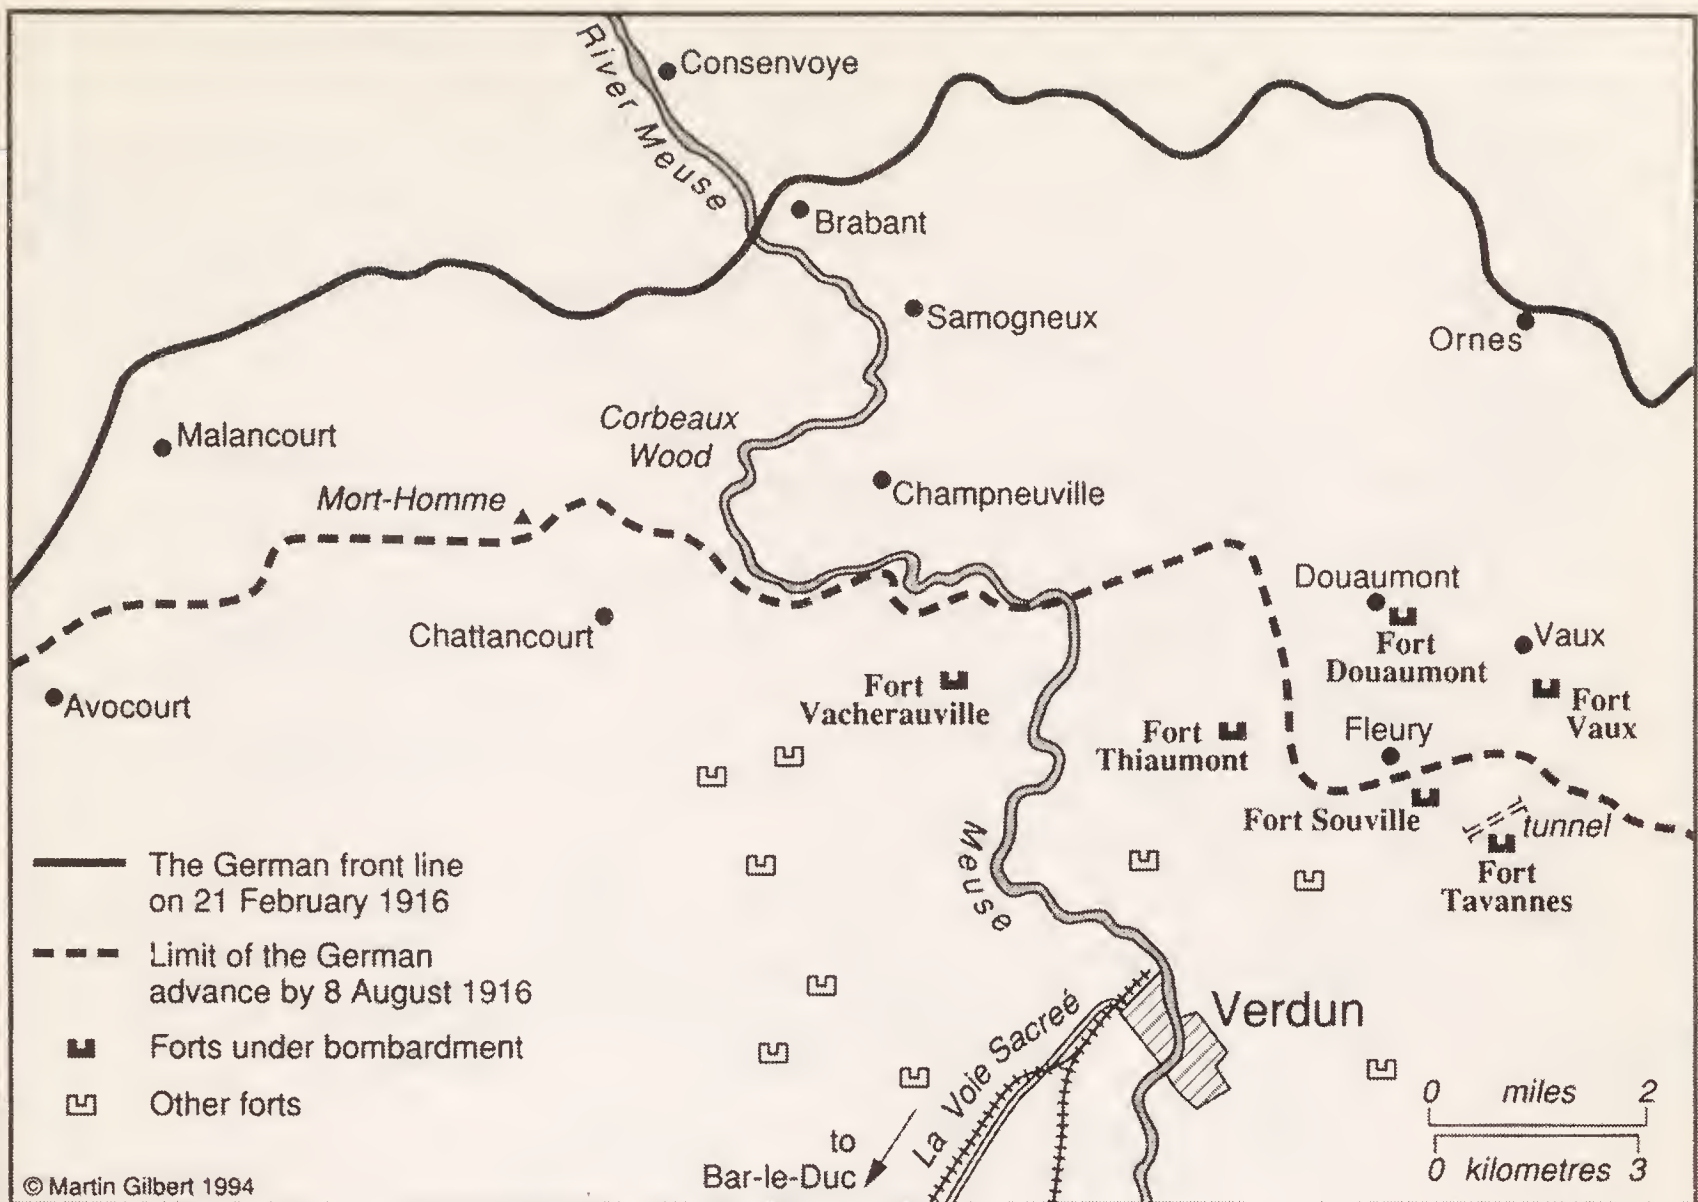 Consenvoye
River Meuse
Brabant
Samogneux
Ornes
Corbeaux
Wood
Malancourt
Mort-Homme
Champneuville
Douaumont
Chattancourt
Fort
Douaumont
Vaux
Avocourt
Fort
Vacherauville
Fort
Vaux
Fort
Thiaumont
Fleury
Fort Souville
tunnel
Meuse
Fort
Tavannes
The German front line
on 21 February 1916
Limit of the German
advance by 8 August 1916
Forts under bombardment
Other forts
La Voie Sacreé
Verdun
to
Bar-le-Duc
0 miles 2
0 kilometres 3
© Martin Gilbert 1994